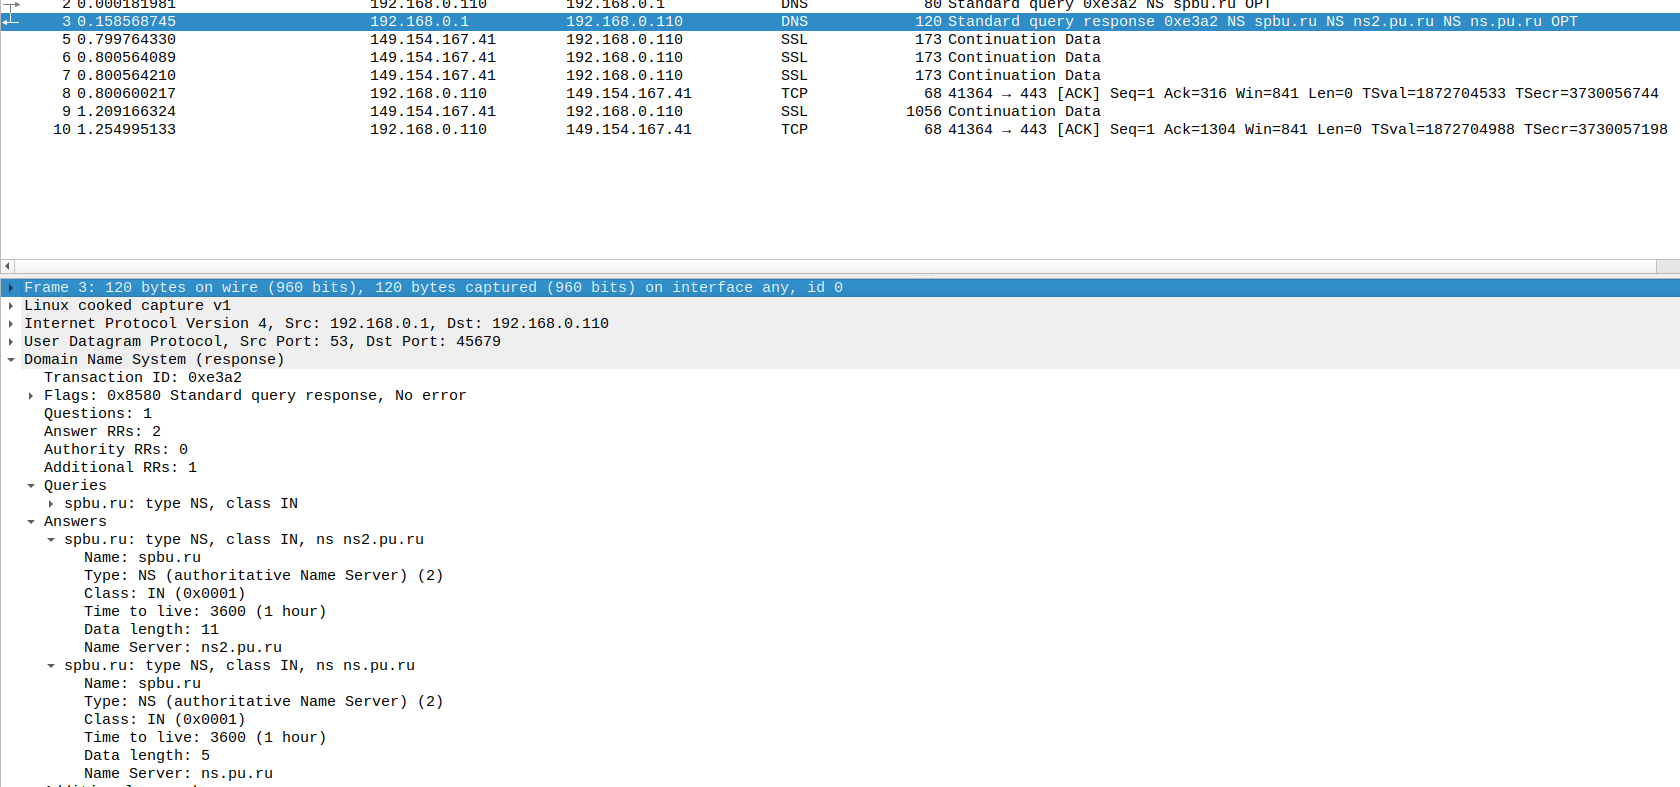 2 0.000181981 192.168.0.110 192.168.0.1 DNS 80 Standard query 0xe3a2 NS spbu.ru OPT
3 0.158568745 192.168.0.1 192.168.0.110 DNS 120 Standard query response 0xe3a2 NS spbu.ru NS ns2.pu.ru NS ns.pu.ru OPT
5 0.799764330 149.154.167.41 192.168.0.110 SSL 173 Continuation Data
6 0.800564089 149.154.167.41 192.168.0.110 SSL 173 Continuation Data
7 0.800564210 149.154.167.41 192.168.0.110 SSL 173 Continuation Data
8 0.800600217 192.168.0.110 149.154.167.41 TCP 68 41364 → 443 [ACK] Seq=1 Ack=316 Win=841 Len=0 TSval=1872704533 TSecr=3730056744
9 1.209166324 149.154.167.41 192.168.0.110 SSL 1056 Continuation Data
10 1.254995133 192.168.0.110 149.154.167.41 TCP 68 41364 → 443 [ACK] Seq=1 Ack=1304 Win=841 Len=0 TSval=1872704988 TSecr=3730057198
Frame 3: 120 bytes on wire (960 bits), 120 bytes captured (960 bits) on interface any, id 0
Linux cooked capture v1
Internet Protocol Version 4, Src: 192.168.0.1, Dst: 192.168.0.110
User Datagram Protocol, Src Port: 53, Dst Port: 45679
Domain Name System (response)
Transaction ID: 0xe3a2
Flags: 0x8580 Standard query response, No error
Questions: 1
Answer RRs: 2
Authority RRs: 0
Additional RRs: 1
Queries
spbu.ru: type NS, class IN
Answers
spbu.ru: type NS, class IN, ns ns2.pu.ru
Name: spbu.ru
Type: NS (authoritative Name Server) (2)
Class: IN (0x0001)
Time to live: 3600 (1 hour)
Data length: 11
Name Server: ns2.pu.ru
spbu.ru: type NS, class IN, ns ns.pu.ru
Name: spbu.ru
Type: NS (authoritative Name Server) (2)
Class: IN (0x0001)
Time to live: 3600 (1 hour)
Data length: 5
Name Server: ns.pu.ru